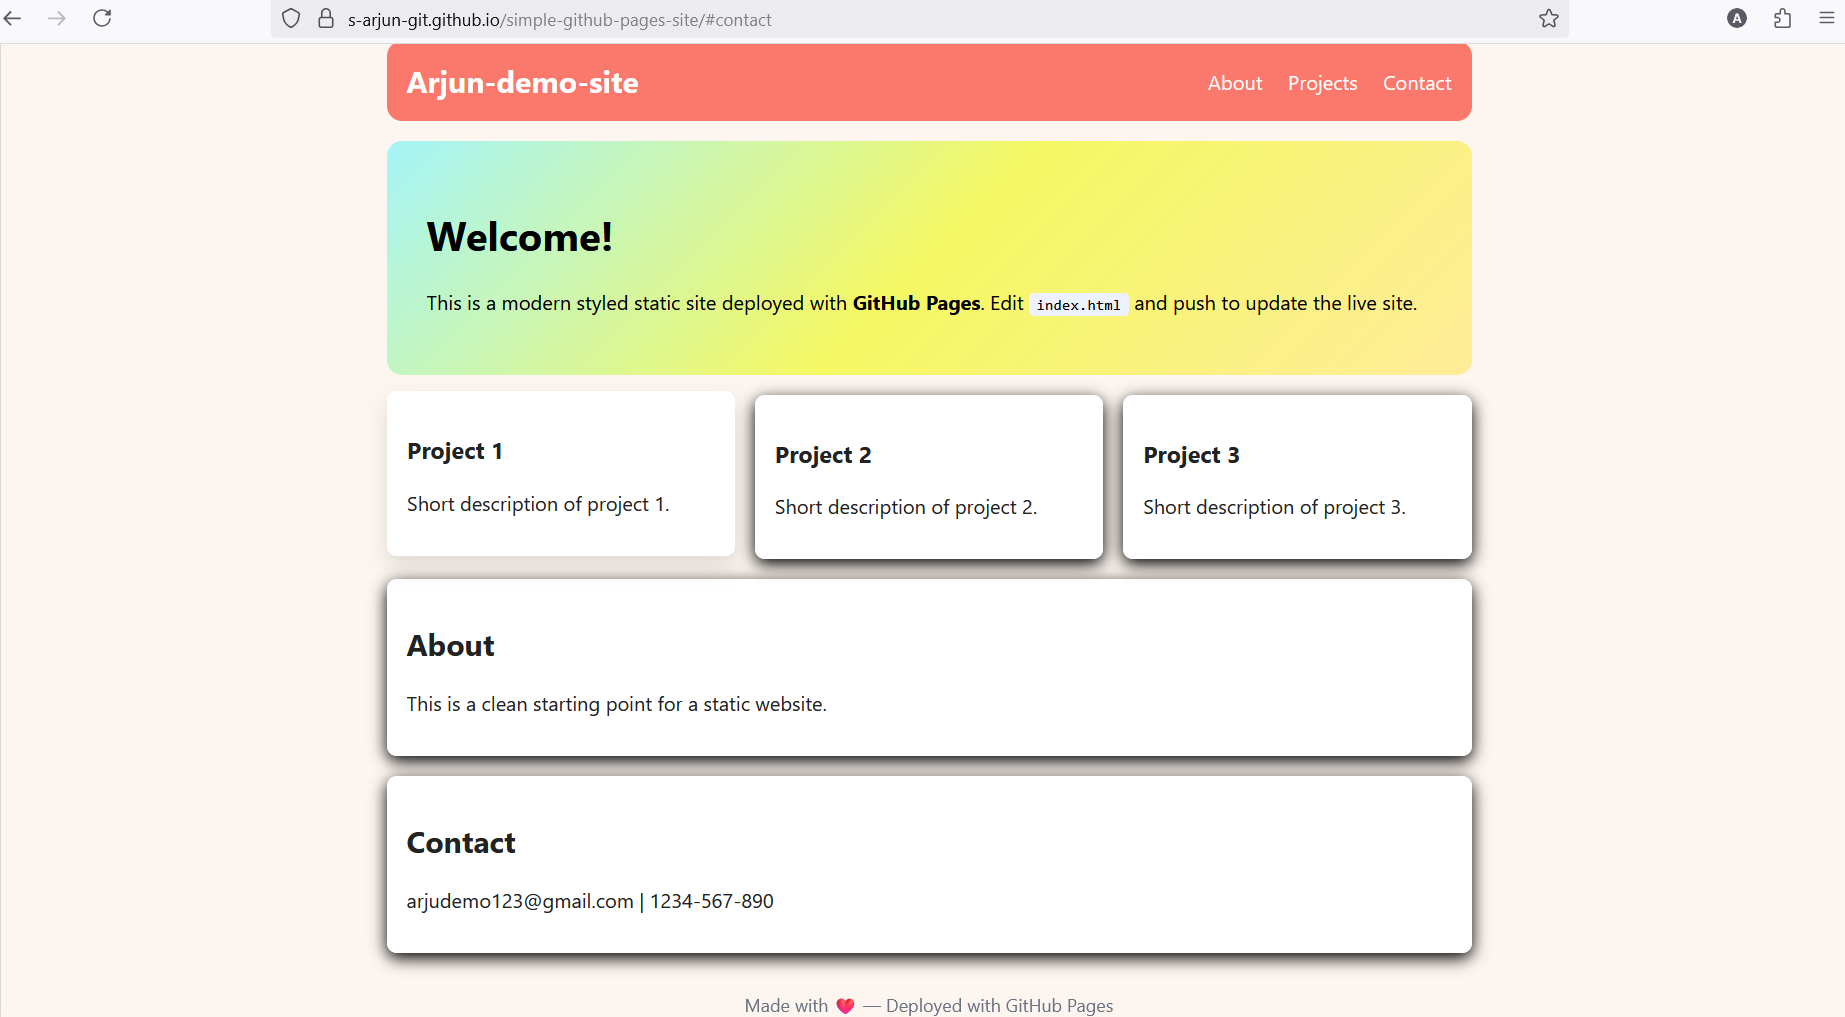 s-arjun-git.github.io/simple-github-pages-site/#contact
A
Arjun-demo-site
About Projects Contact
Welcome!
This is a modern styled static site deployed with GitHub Pages. Edit index.html and push to update the live site.
Project 1
Short description of project 1.
Project 2
Short description of project 2.
Project 3
Short description of project 3.
About
This is a clean starting point for a static website.
Contact
arjudemo123@gmail.com | 1234-567-890
Made with ❤️ — Deployed with GitHub Pages